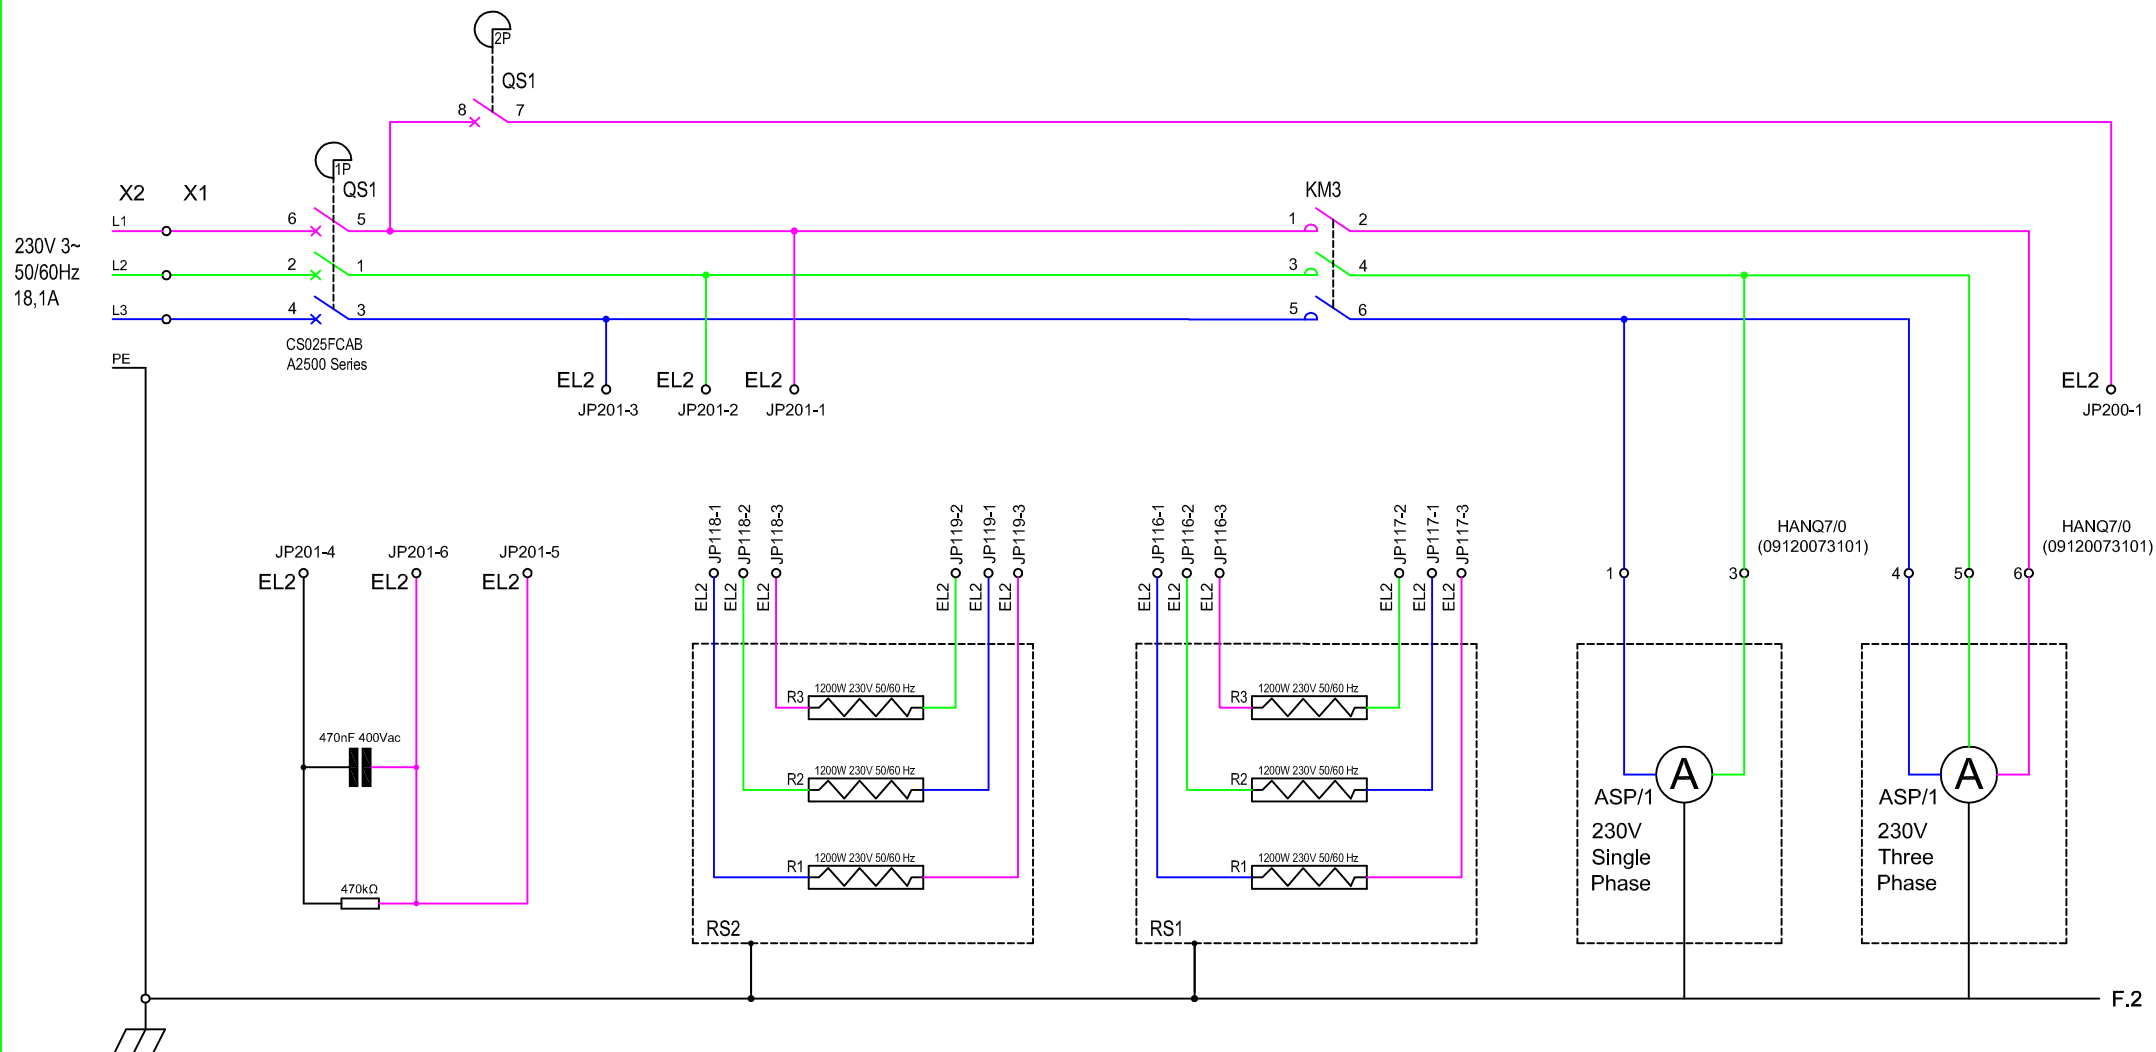 2P
QS1
8 7
1P
QS1
X2 X1
KM3
L1 6 5 1 2
230V 3~
50/60Hz
18,1A
L2 2 1 3 4
L3 4 3 5 6
CS025FCAB
A2500 Series
PE
EL2 EL2 EL2 EL2
JP201-3 JP201-2 JP201-1 JP200-1
JP201-4 JP201-6 JP201-5
EL2 EL2 EL2
JP118-1 JP118-2 JP118-3 JP119-2 JP119-1 JP119-3
EL2 EL2 EL2 EL2 EL2 EL2
JP116-1 JP116-2 JP116-3 JP117-2 JP117-1 JP117-3
EL2 EL2 EL2 EL2 EL2 EL2
HANQ7/0
(09120073101)
HANQ7/0
(09120073101)
1 3 4 5 6
470nF 400Vac
470kΩ
R3 1200W 230V 50/60 Hz
R2 1200W 230V 50/60 Hz
R1 1200W 230V 50/60 Hz
RS2
R3 1200W 230V 50/60 Hz
R2 1200W 230V 50/60 Hz
R1 1200W 230V 50/60 Hz
RS1
A
ASP/1
230V
Single
Phase
A
ASP/1
230V
Three
Phase
F.2